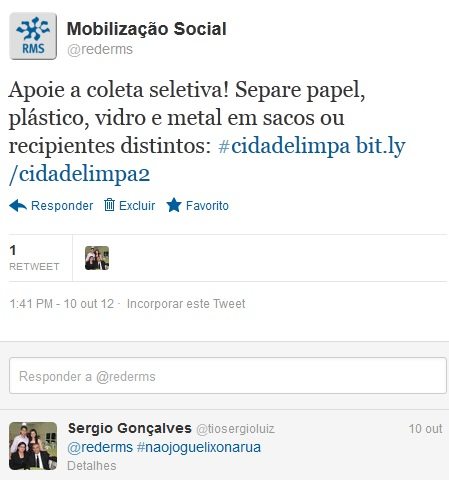 RMS
Mobilização Social
@rederms
Apoie a coleta seletiva! Separe papel,
plástico, vidro e metal em sacos ou
recipientes distintos: #cidadelimpa bit.ly
/cidadelimpa2
Responder Excluir Favorito
1
RETWEET
1:41 PM - 10 out 12 · Incorporar este Tweet
Responder a @rederms
Sergio Gonçalves @tiosergioluiz 10 out
@rederms #naojoguelixonarua
Detalhes